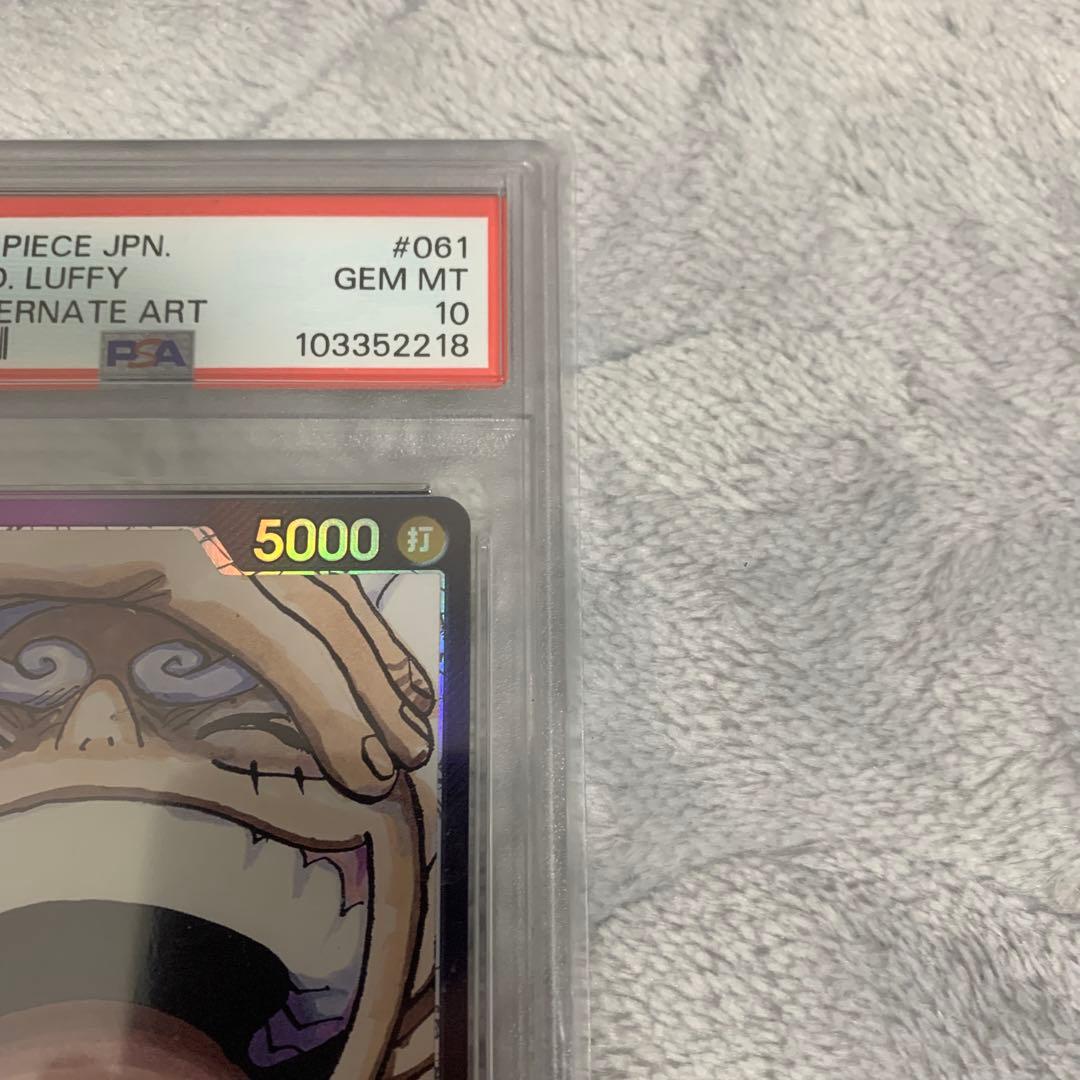 PIECE JPN. #061
D. LUFFY GEM MT
ERNATE ART 10
PSA 103352218
5000 打